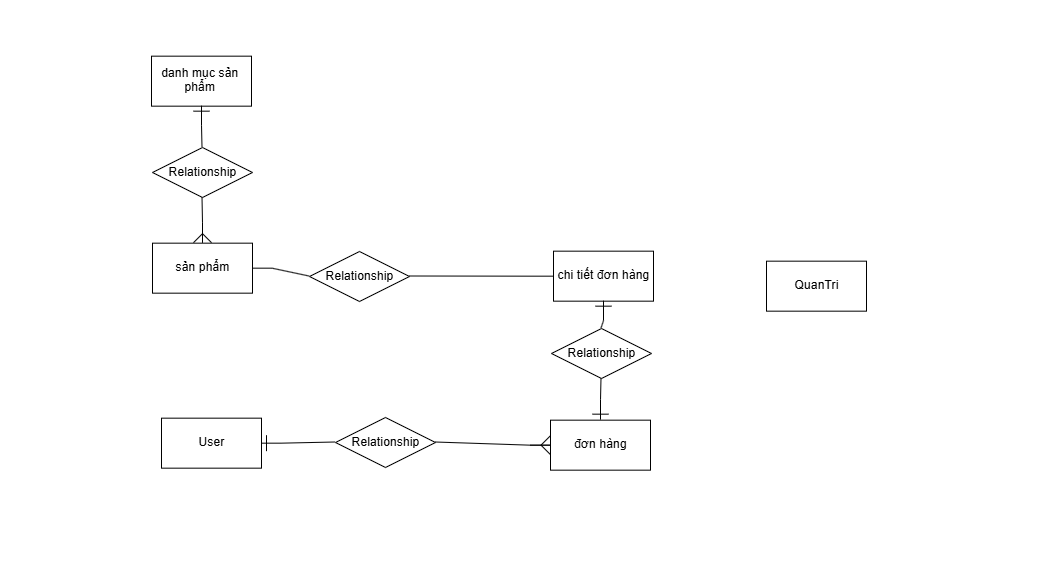 danh mục sản
phẩm
Relationship
sản phẩm
Relationship
chi tiết đơn hàng
QuanTri
Relationship
User
Relationship
đơn hàng